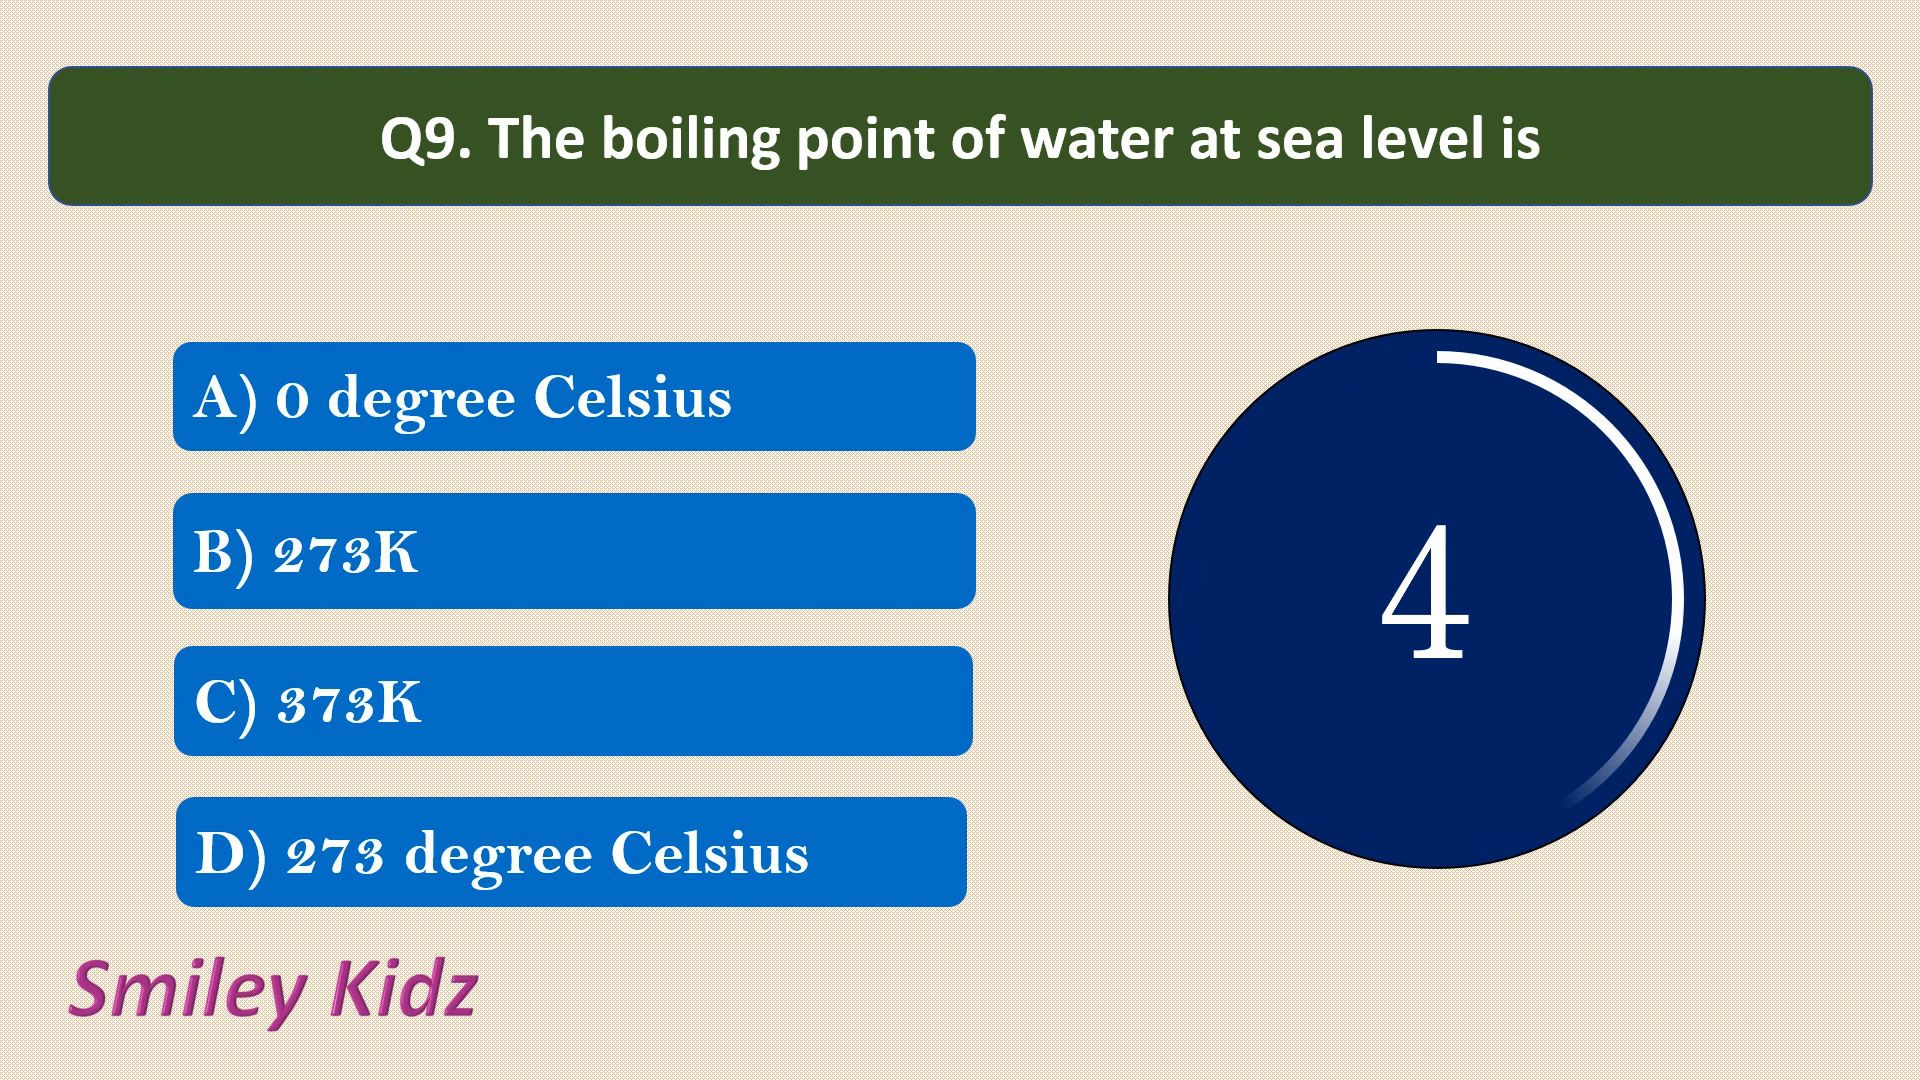 Q9. The boiling point of water at sea level is
A) 0 degree Celsius
B) 273K
C) 373K
D) 273 degree Celsius
4
Smiley Kidz